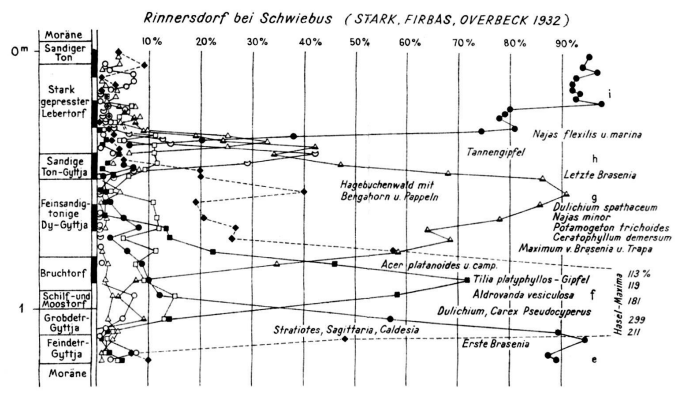 Rinnersdorf bei Schwiebus (STARK, FIRBAS, OVERBECK 1932)
Moräne
0m
10% 20% 30% 40% 50% 60% 70% 80% 90%
Sandiger
Ton
Stark
gepresster
Lebertorf
i
Najas flexilis u. marina
Tannengipfel
h
Sandige
Ton-Gyttja
Letzte Brasenia
Hagebuchenwald mit
Bergahorn u. Pappeln
g
Feinsandig-
tonige
Dy-Gyttja
Dulichium spathaceum
Najas minor
Potamogeton trichoides
Ceratophyllum demersum
Maximum v. Brasenia u. Trapa
Acer platanoides u. camp.
Bruchtorf
Tilia platyphyllos-Gipfel
113 %
119
Schilf- und
Moostorf
Aldrovanda vesiculosa
f
181
Hasel-Maxima
1
Grobdetr-
Gyttja
Dulichium, Carex Pseudocyperus
299
Stratiotes, Sagittaria, Caldesia
211
Feindetr-
Gyttja
Erste Brasenia
e
Moräne